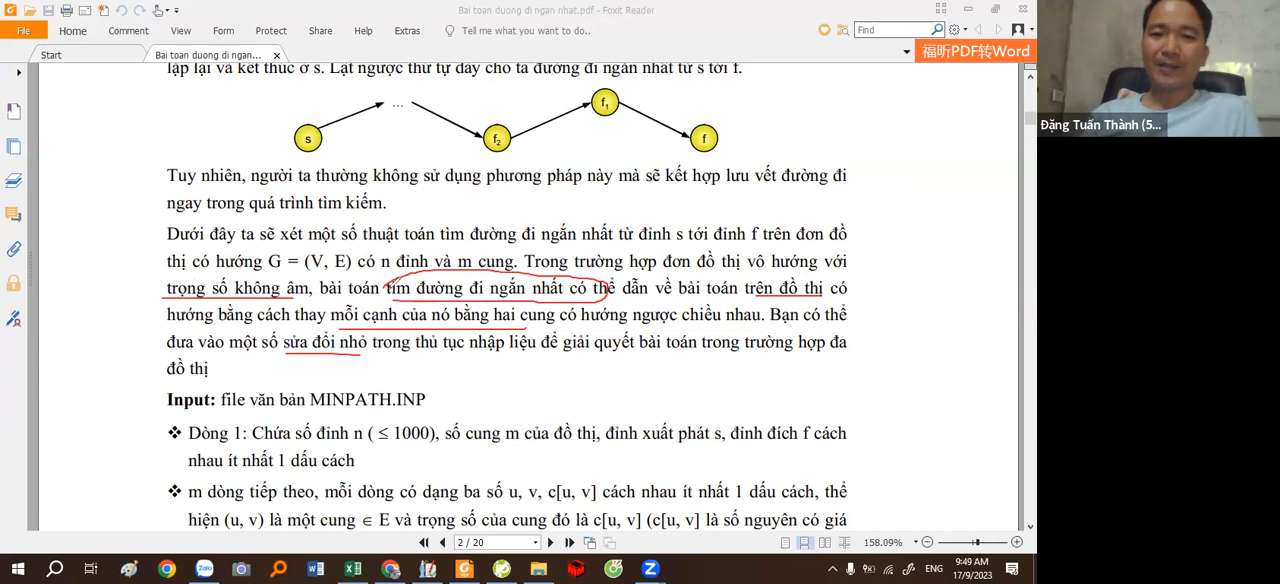 Bai toan duong di ngan nhat.pdf - Foxit Reader
File Home Comment View Form Protect Share Help Extras Tell me what you want to do.. Find
Start Bai toan duong di ngan... 福昕PDF转Word
lặp lại và kết thúc ở s. Lật ngược thứ tự dãy cho ta đường đi ngắn nhất từ s tới f.
... f1
s f2 f
Tuy nhiên, người ta thường không sử dụng phương pháp này mà sẽ kết hợp lưu vết đường đi
ngay trong quá trình tìm kiếm.
Dưới đây ta sẽ xét một số thuật toán tìm đường đi ngắn nhất từ đỉnh s tới đỉnh f trên đơn đồ
thị có hướng G = (V, E) có n đỉnh và m cung. Trong trường hợp đơn đồ thị vô hướng với
trọng số không âm, bài toán tìm đường đi ngắn nhất có thể dẫn về bài toán trên đồ thị có
hướng bằng cách thay mỗi cạnh của nó bằng hai cung có hướng ngược chiều nhau. Bạn có thể
đưa vào một số sửa đổi nhỏ trong thủ tục nhập liệu để giải quyết bài toán trong trường hợp đa
đồ thị
Input: file văn bản MINPATH.INP
❖ Dòng 1: Chứa số đỉnh n ( ≤ 1000), số cung m của đồ thị, đỉnh xuất phát s, đỉnh đích f cách
nhau ít nhất 1 dấu cách
❖ m dòng tiếp theo, mỗi dòng có dạng ba số u, v, c[u, v] cách nhau ít nhất 1 dấu cách, thể
hiện (u, v) là một cung ∈ E và trọng số của cung đó là c[u, v] (c[u, v] là số nguyên có giá
Đặng Tuấn Thành (5...
2 / 20 158.09%
ENG 9:49 AM
17/9/2023